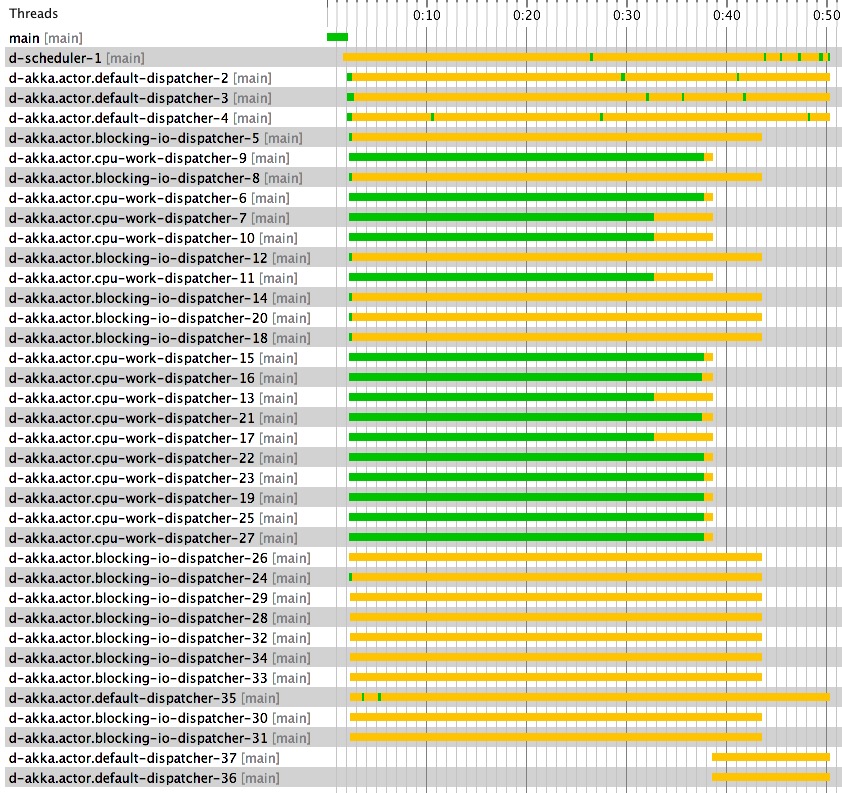 Threads 0:10 0:20 0:30 0:40 0:50
main [main]
d-scheduler-1 [main]
d-akka.actor.default-dispatcher-2 [main]
d-akka.actor.default-dispatcher-3 [main]
d-akka.actor.default-dispatcher-4 [main]
d-akka.actor.blocking-io-dispatcher-5 [main]
d-akka.actor.cpu-work-dispatcher-9 [main]
d-akka.actor.blocking-io-dispatcher-8 [main]
d-akka.actor.cpu-work-dispatcher-6 [main]
d-akka.actor.cpu-work-dispatcher-7 [main]
d-akka.actor.cpu-work-dispatcher-10 [main]
d-akka.actor.blocking-io-dispatcher-12 [main]
d-akka.actor.cpu-work-dispatcher-11 [main]
d-akka.actor.blocking-io-dispatcher-14 [main]
d-akka.actor.blocking-io-dispatcher-20 [main]
d-akka.actor.blocking-io-dispatcher-18 [main]
d-akka.actor.cpu-work-dispatcher-15 [main]
d-akka.actor.cpu-work-dispatcher-16 [main]
d-akka.actor.cpu-work-dispatcher-13 [main]
d-akka.actor.cpu-work-dispatcher-21 [main]
d-akka.actor.cpu-work-dispatcher-17 [main]
d-akka.actor.cpu-work-dispatcher-22 [main]
d-akka.actor.cpu-work-dispatcher-23 [main]
d-akka.actor.cpu-work-dispatcher-19 [main]
d-akka.actor.cpu-work-dispatcher-25 [main]
d-akka.actor.cpu-work-dispatcher-27 [main]
d-akka.actor.blocking-io-dispatcher-26 [main]
d-akka.actor.blocking-io-dispatcher-24 [main]
d-akka.actor.blocking-io-dispatcher-29 [main]
d-akka.actor.blocking-io-dispatcher-28 [main]
d-akka.actor.blocking-io-dispatcher-32 [main]
d-akka.actor.blocking-io-dispatcher-34 [main]
d-akka.actor.blocking-io-dispatcher-33 [main]
d-akka.actor.default-dispatcher-35 [main]
d-akka.actor.blocking-io-dispatcher-30 [main]
d-akka.actor.blocking-io-dispatcher-31 [main]
d-akka.actor.default-dispatcher-37 [main]
d-akka.actor.default-dispatcher-36 [main]